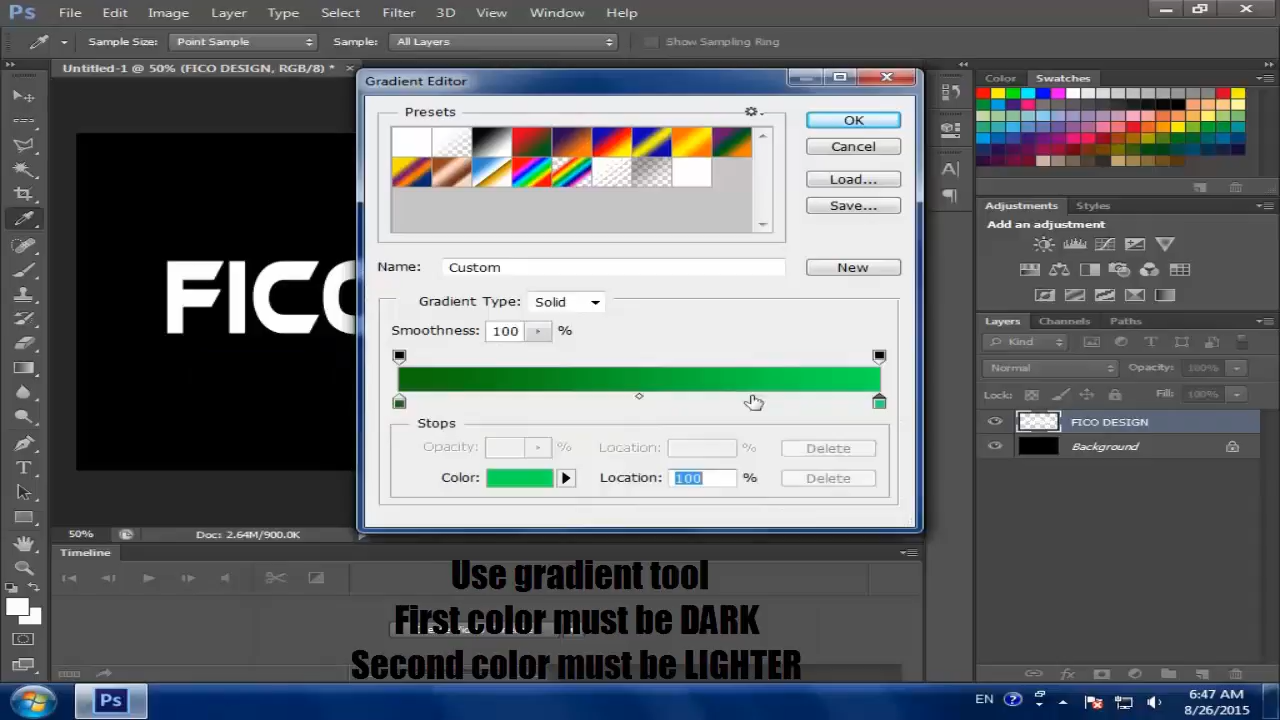 Ps File Edit Image Layer Type Select Filter 3D View Window Help
Sample Size: Point Sample Sample: All Layers Show Sampling Ring
Untitled-1 @ 50% (FICO DESIGN, RGB/8) * ×
Gradient Editor
Color Swatches
Presets
OK
Cancel
Load...
Save...
Adjustments Styles
Add an adjustment
Name: Custom
New
FICO
Gradient Type: Solid
Smoothness: 100 %
Layers Channels Paths
Kind
Normal Opacity: 100%
Lock: Fill: 100%
Stops
FICO DESIGN
Opacity: % Location: % Delete
Background
Color: Location: 100 % Delete
50% Doc: 2.64M/900.0K
Timeline
Use gradient tool
First color must be DARK
Second color must be LIGHTER
Ps
EN
6:47 AM
8/26/2015